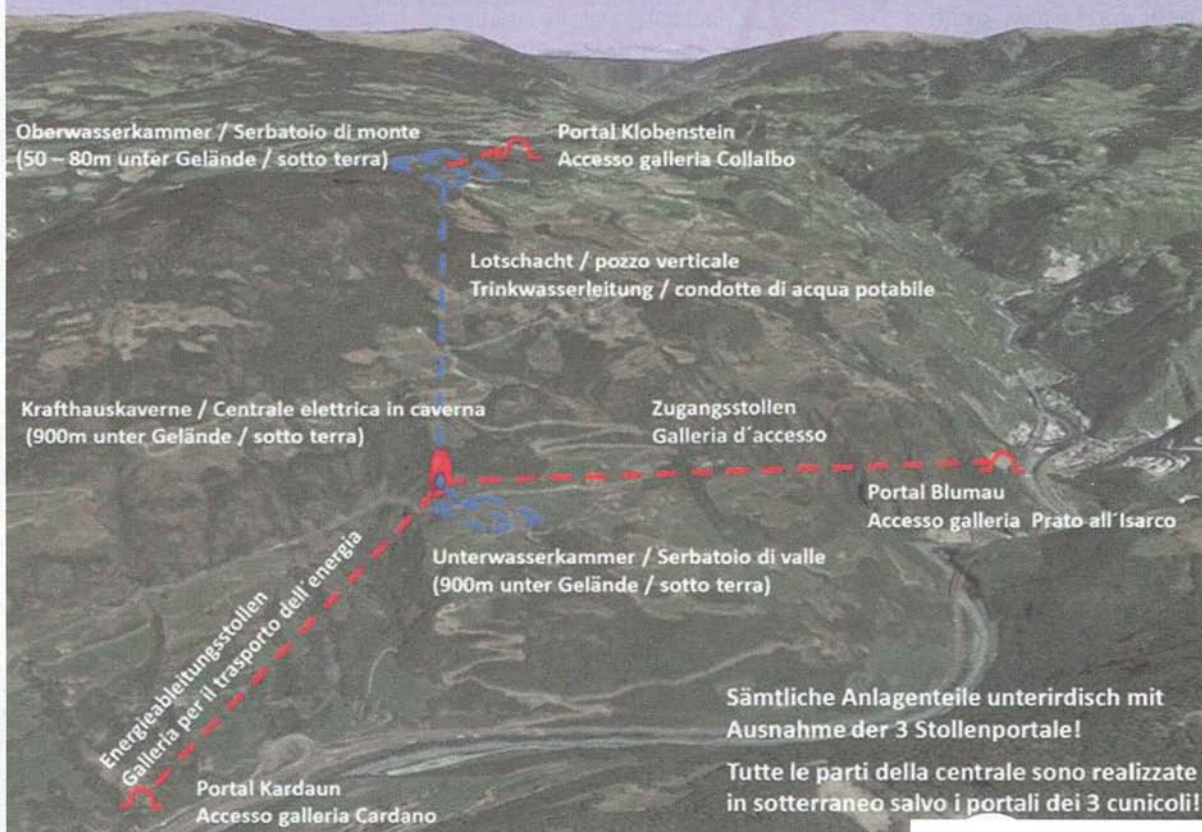 Oberwasserkammer / Serbatoio di monte
(50 – 80m unter Gelände / sotto terra)
Portal Klobenstein
Accesso galleria Collalbo
Lotschacht / pozzo verticale
Trinkwasserleitung / condotte di acqua potabile
Krafthauskaverne / Centrale elettrica in caverna
(900m unter Gelände / sotto terra)
Zugangsstollen
Galleria d´accesso
Portal Blumau
Accesso galleria Prato all´Isarco
Unterwasserkammer / Serbatoio di valle
(900m unter Gelände / sotto terra)
Energieableitungsstollen
Galleria per il trasporto dell´energia
Portal Kardaun
Accesso galleria Cardano
Sämtliche Anlagenteile unterirdisch mit
Ausnahme der 3 Stollenportale!
Tutte le parti della centrale sono realizzate
in sotterraneo salvo i portali dei 3 cunicoli!